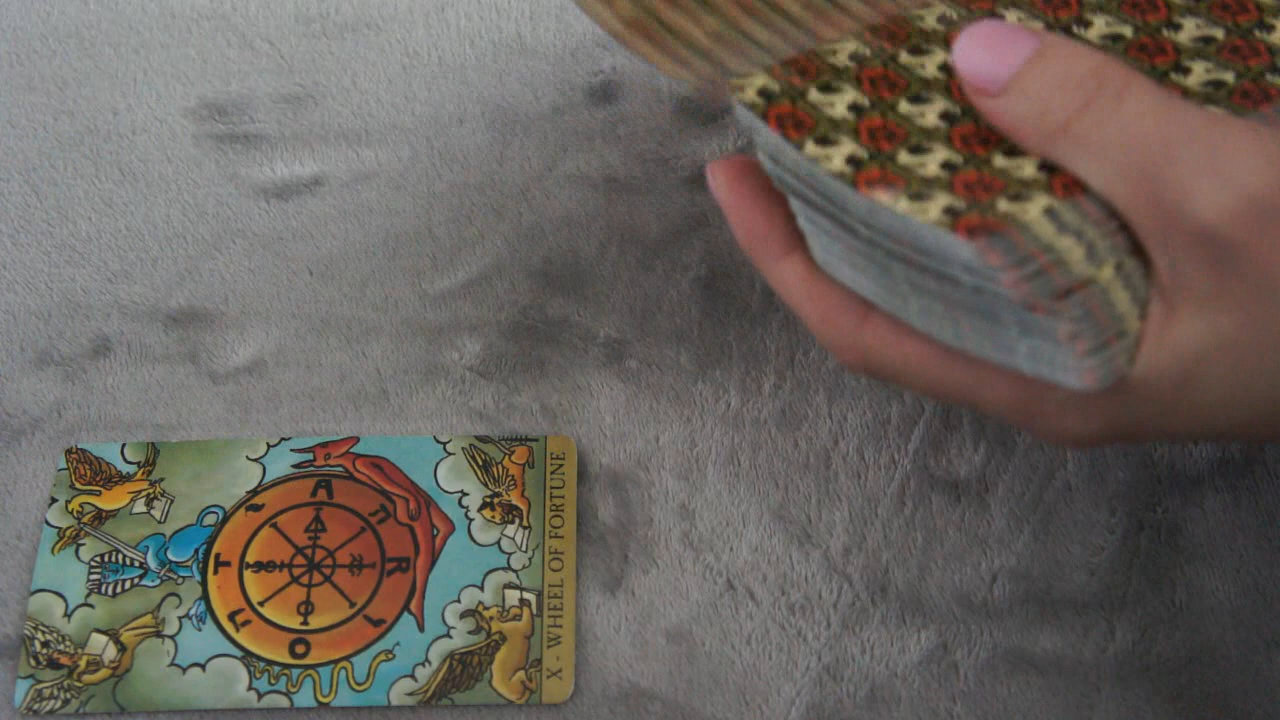 X - WHEEL OF FORTUNE
T
A
R
O
ה
ו
ה
י